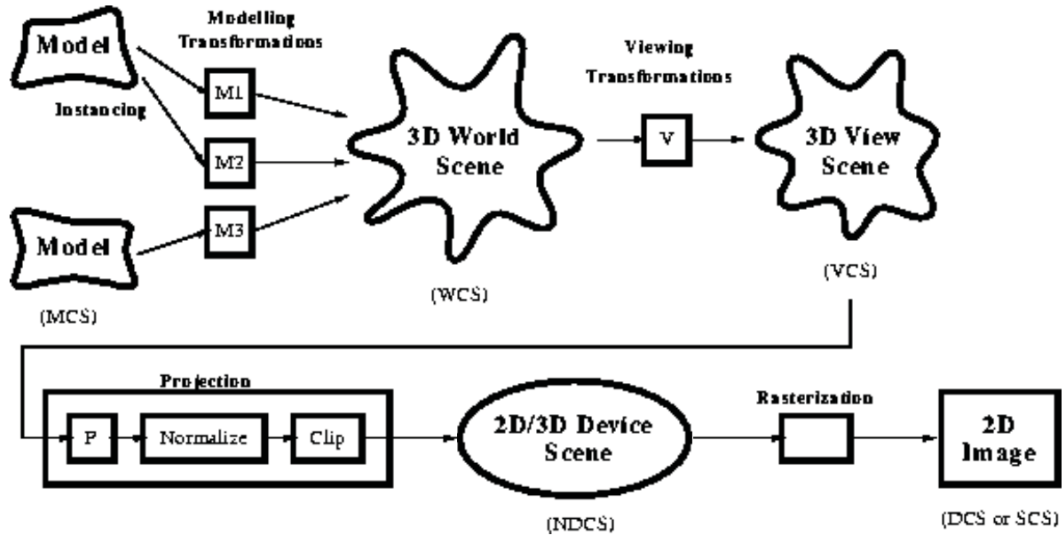 Model
Modelling
Transformations
M1
Instancing
M2
Model
M3
(MCS)
3D World
Scene
(WCS)
Viewing
Transformations
V
3D View
Scene
(VCS)
Projection
P
Normalize
Clip
2D/3D Device
Scene
(NDCS)
Rasterization
2D
Image
(DCS or SCS)